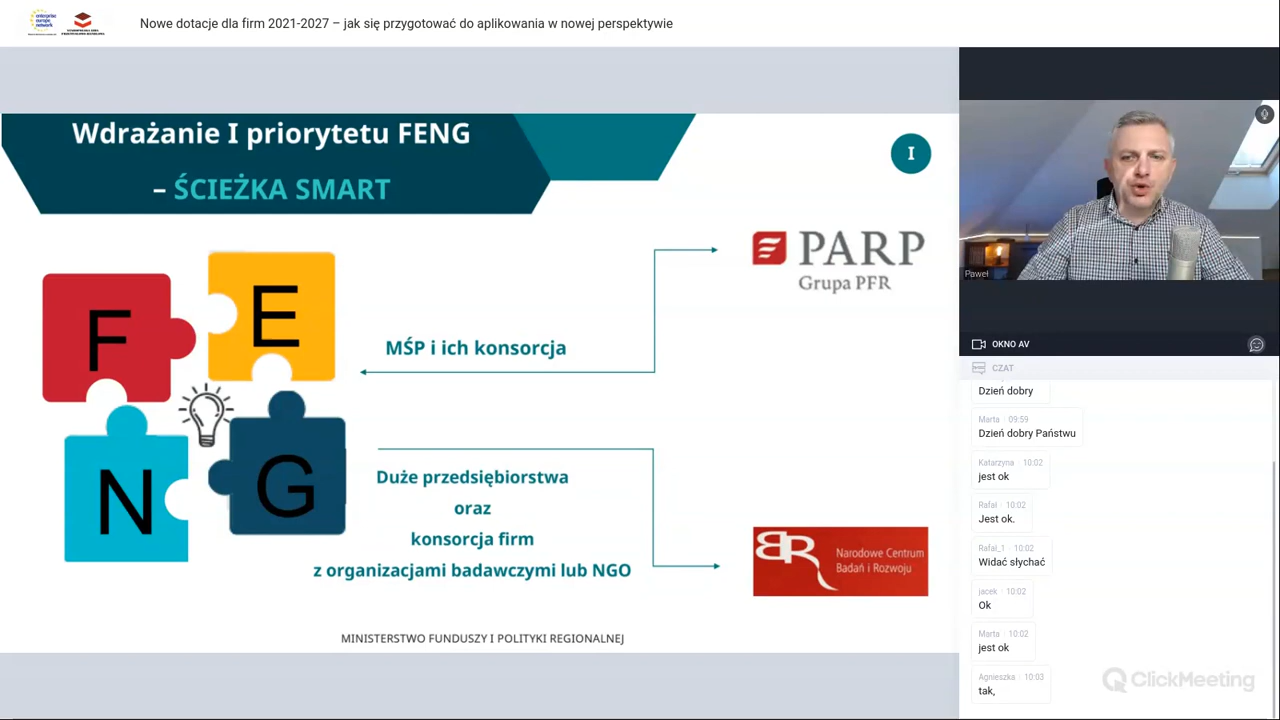 enterprise
europe
network
Nowe dotacje dla firm 2021-2027 – jak się przygotować do aplikowania w nowej perspektywie
Wdrażanie I priorytetu FENG
– ŚCIEŻKA SMART
I
F
E
N
G
PARP
Grupa PFR
MŚP i ich konsorcja
Duże przedsiębiorstwa
oraz
konsorcja firm
z organizacjami badawczymi lub NGO
Narodowe Centrum
Badań i Rozwoju
MINISTERSTWO FUNDUSZY I POLITYKI REGIONALNEJ
Paweł
OKNO AV
CZAT
Dzień dobry
Marta 09:59
Dzień dobry Państwu
Katarzyna 10:02
jest ok
Rafał 10:02
Jest ok.
Rafał_1 10:02
Widać słychać
jacek 10:02
Ok
Marta 10:02
jest ok
Agnieszka 10:03
tak,
ClickMeeting